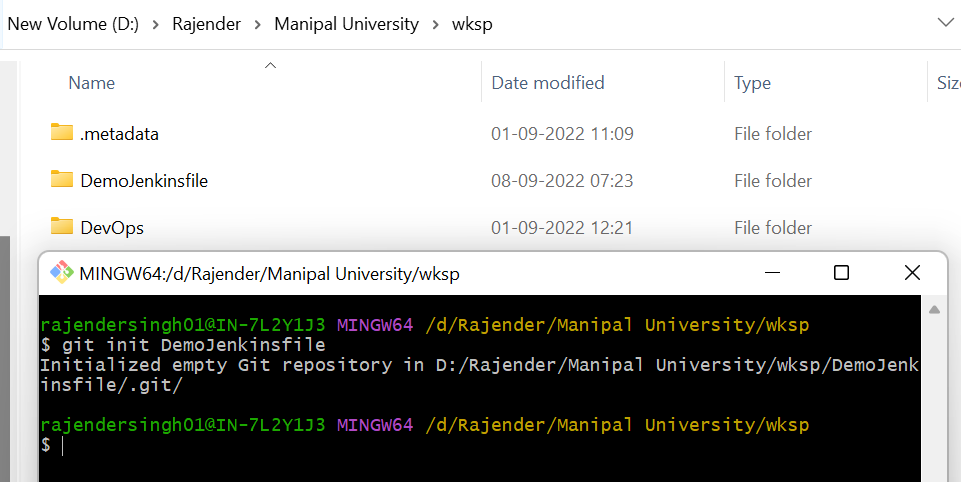 New Volume (D:) > Rajender > Manipal University > wksp
Name Date modified Type Siz
.metadata 01-09-2022 11:09 File folder
DemoJenkinsfile 08-09-2022 07:23 File folder
DevOps 01-09-2022 12:21 File folder
MINGW64:/d/Rajender/Manipal University/wksp
rajendersingh01@IN-7L2Y1J3 MINGW64 /d/Rajender/Manipal University/wksp
$ git init DemoJenkinsfile
Initialized empty Git repository in D:/Rajender/Manipal University/wksp/DemoJenk
insfile/.git/
rajendersingh01@IN-7L2Y1J3 MINGW64 /d/Rajender/Manipal University/wksp
$